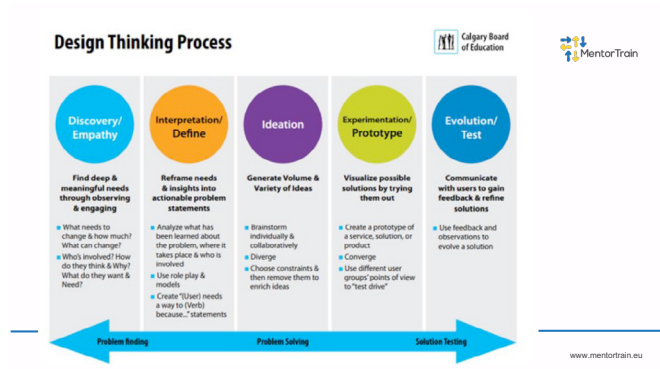 Design Thinking Process
Calgary Board
of Education
MentorTrain
Discovery/
Empathy
Find deep &
meaningful needs
through observing
& engaging
What needs to
change & how much?
What can change?
Who's involved? How
do they think & Why?
What do they want &
Need?
Interpretation/
Define
Reframe needs
& insights into
actionable problem
statements
Analyze what has
been learned about
the problem, where it
takes place & who is
involved
Use role play &
models
Create "(User) needs
a way to (Verb)
because..." statements
Ideation
Generate Volume &
Variety of Ideas
Brainstorm
individually &
collaboratively
Diverge
Choose constraints &
then remove them to
enrich ideas
Experimentation/
Prototype
Visualize possible
solutions by trying
them out
Create a prototype of
a service, solution, or
product
Converge
Use different user
groups' points of view
to "test drive"
Evolution/
Test
Communicate
with users to gain
feedback & refine
solutions
Use feedback and
observations to
evolve a solution
Problem finding
Problem Solving
Solution Testing
www.mentortrain.eu